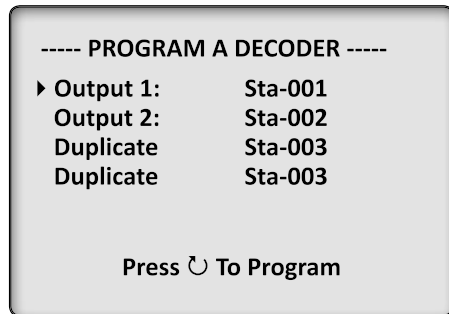 ----- PROGRAM A DECODER -----
Output 1: Sta-001
Output 2: Sta-002
Duplicate Sta-003
Duplicate Sta-003
Press ↻ To Program